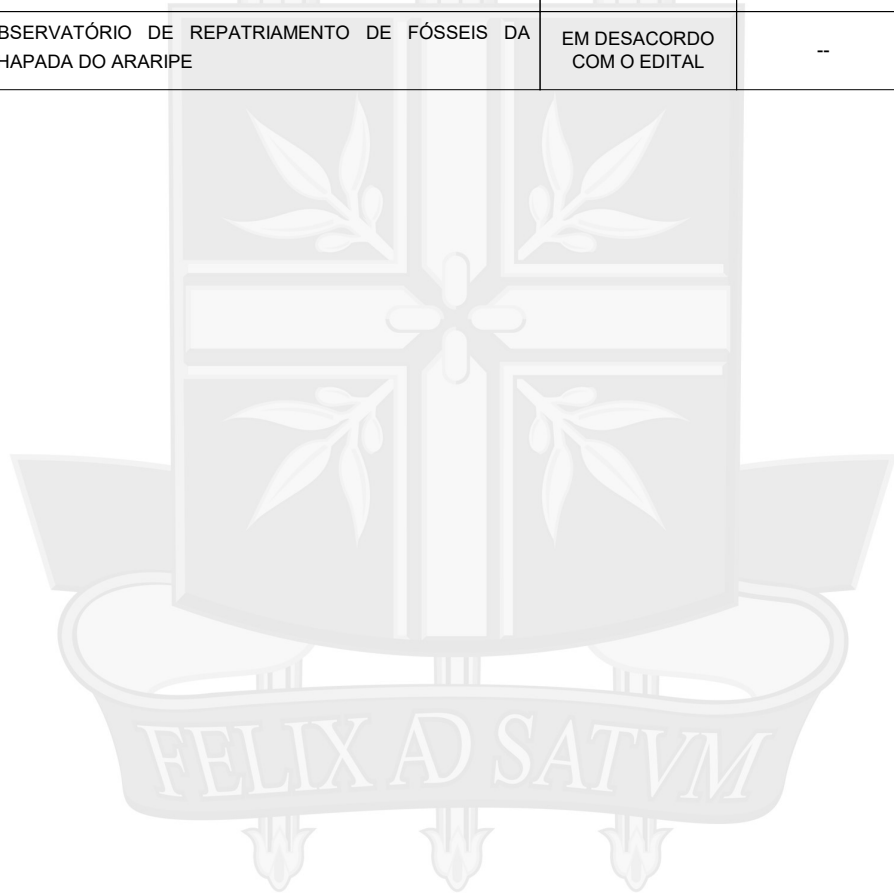 BSERVATÓRIO DE REPATRIAMENTO DE FÓSSEIS DA
HAPADA DO ARARIPE
EM DESACORDO
COM O EDITAL
--
FELIX AD SATVM